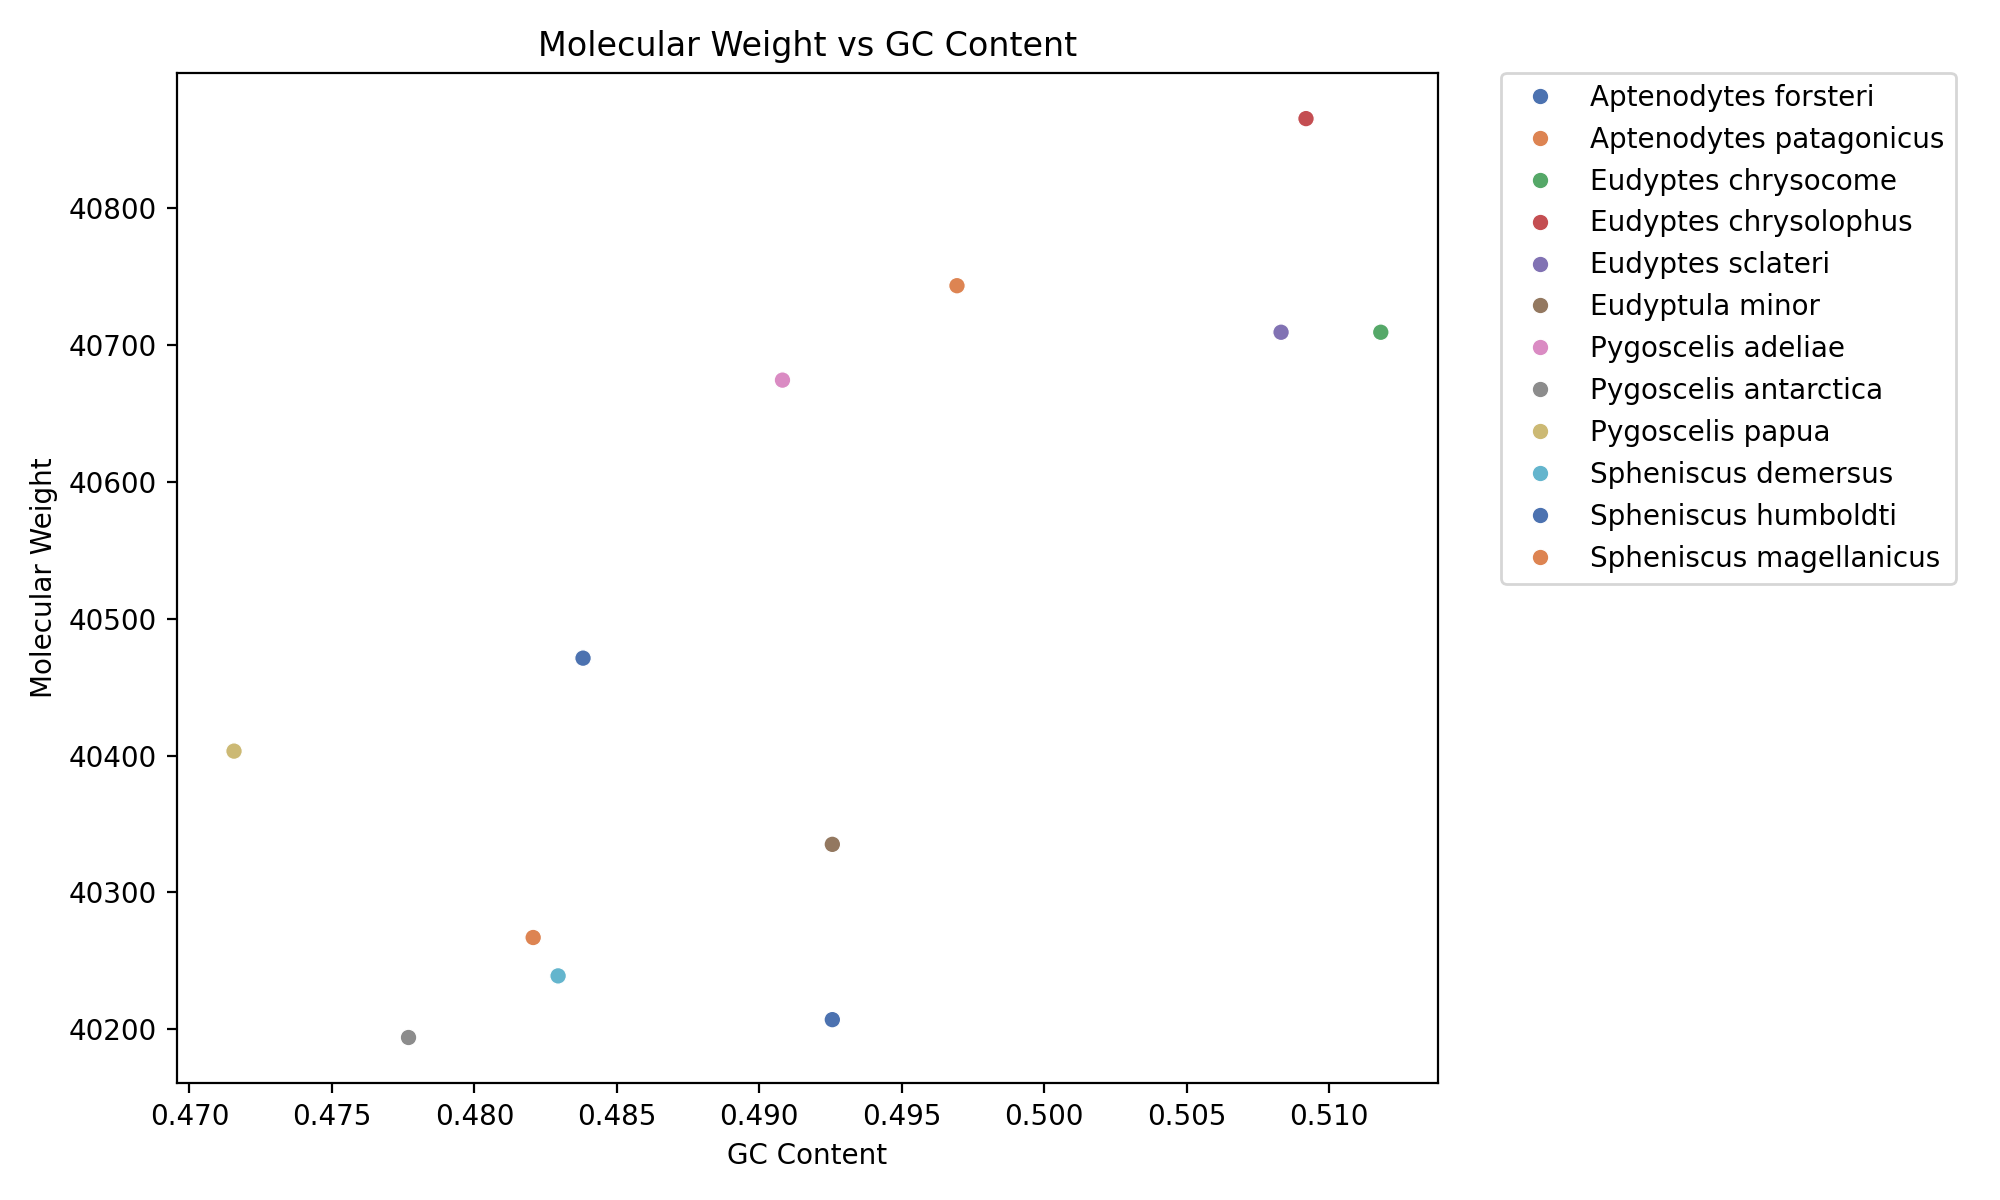 Molecular Weight vs GC Content
Molecular Weight
40800
40700
40600
40500
40400
40300
40200
0.470 0.475 0.480 0.485 0.490 0.495 0.500 0.505 0.510
GC Content
Aptenodytes forsteri
Aptenodytes patagonicus
Eudyptes chrysocome
Eudyptes chrysolophus
Eudyptes sclateri
Eudyptula minor
Pygoscelis adeliae
Pygoscelis antarctica
Pygoscelis papua
Spheniscus demersus
Spheniscus humboldti
Spheniscus magellanicus